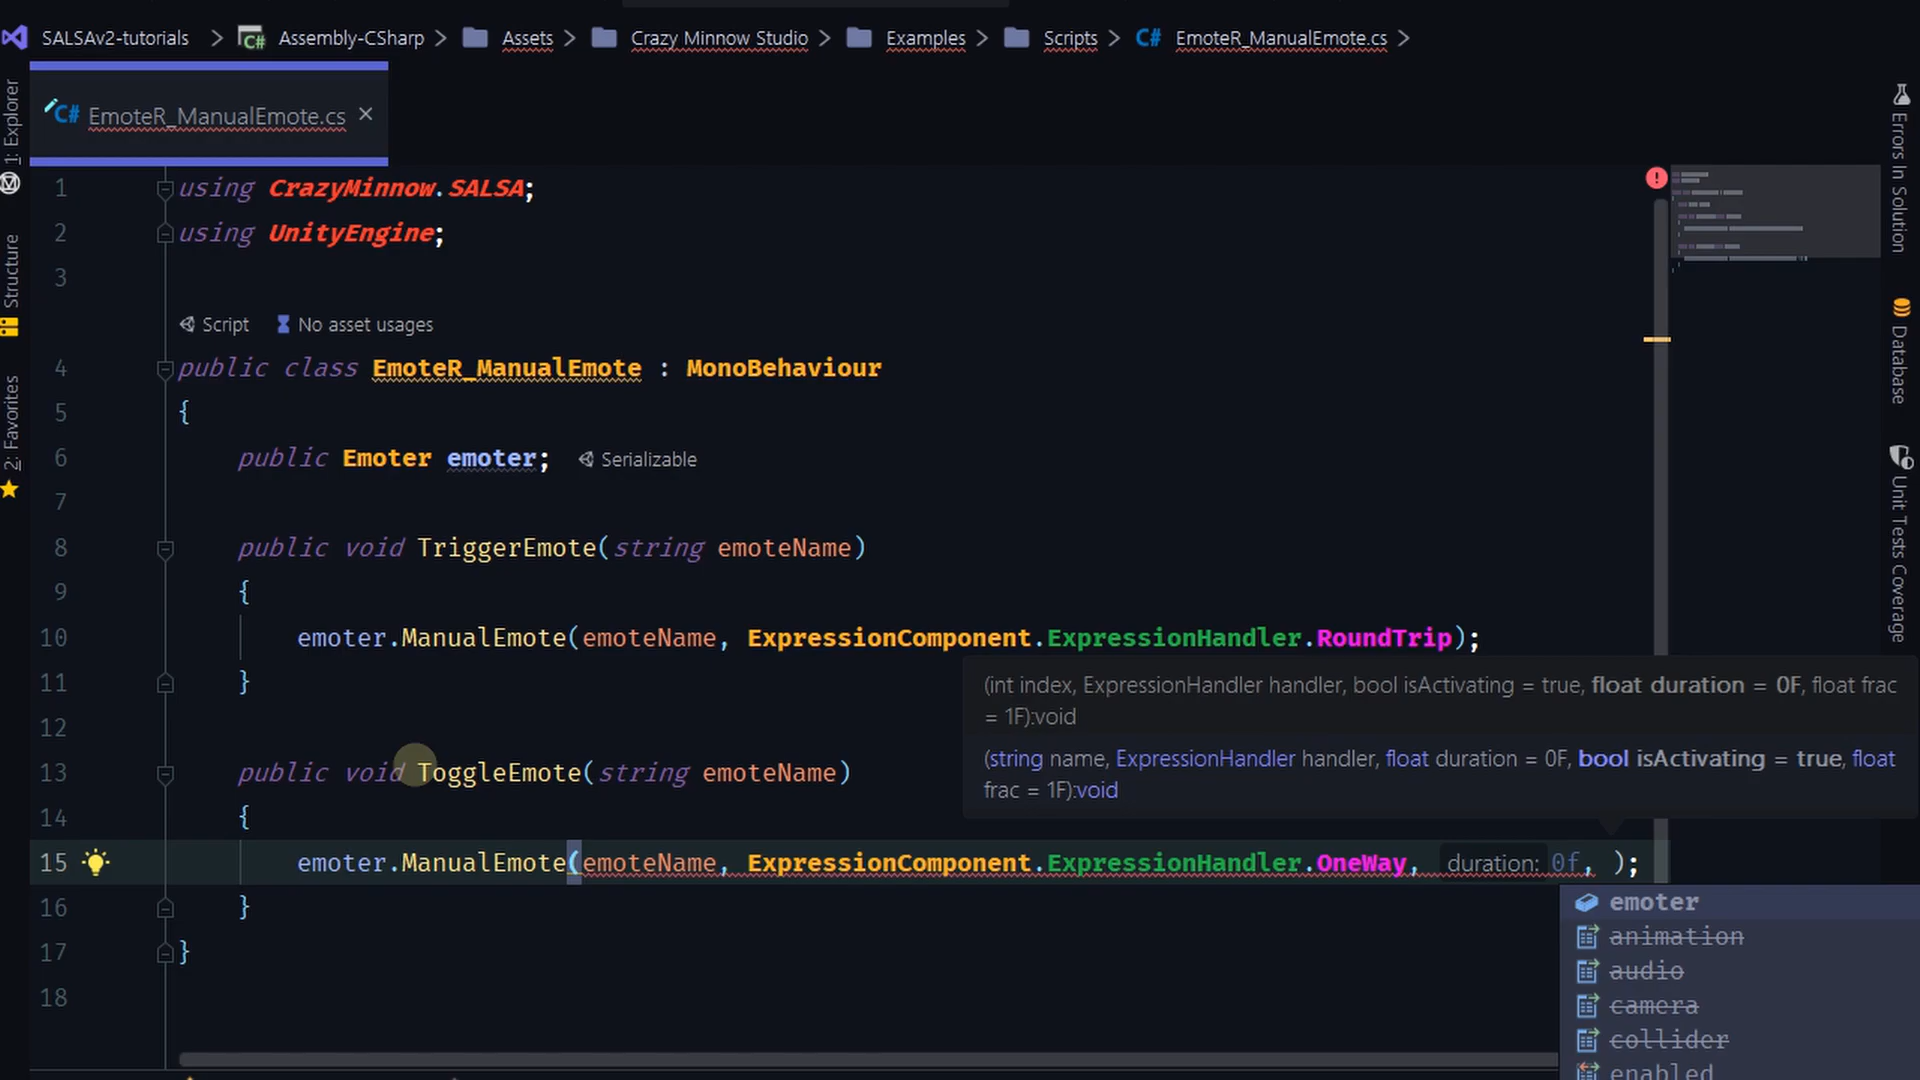 SALSAv2-tutorials > Assembly-CSharp > Assets > Crazy Minnow Studio > Examples > Scripts > C# EmoteR_ManualEmote.cs >
C# EmoteR_ManualEmote.cs ×
1: Explorer
Structure
2: Favorites
Errors In Solution
Database
Unit Tests Coverage
1 using CrazyMinnow.SALSA;
2 using UnityEngine;
3
Script No asset usages
4 public class EmoteR_ManualEmote : MonoBehaviour
5 {
6 public Emoter emoter; Serializable
7
8 public void TriggerEmote(string emoteName)
9 {
10 emoter.ManualEmote(emoteName, ExpressionComponent.ExpressionHandler.RoundTrip);
11 }
(int index, ExpressionHandler handler, bool isActivating = true, float duration = 0F, float frac
= 1F):void
(string name, ExpressionHandler handler, float duration = 0F, bool isActivating = true, float
frac = 1F):void
12
13 public void ToggleEmote(string emoteName)
14 {
15 emoter.ManualEmote(emoteName, ExpressionComponent.ExpressionHandler.OneWay, duration: 0f, );
16 }
17 }
18
emoter
animation
audio
camera
collider
enabled